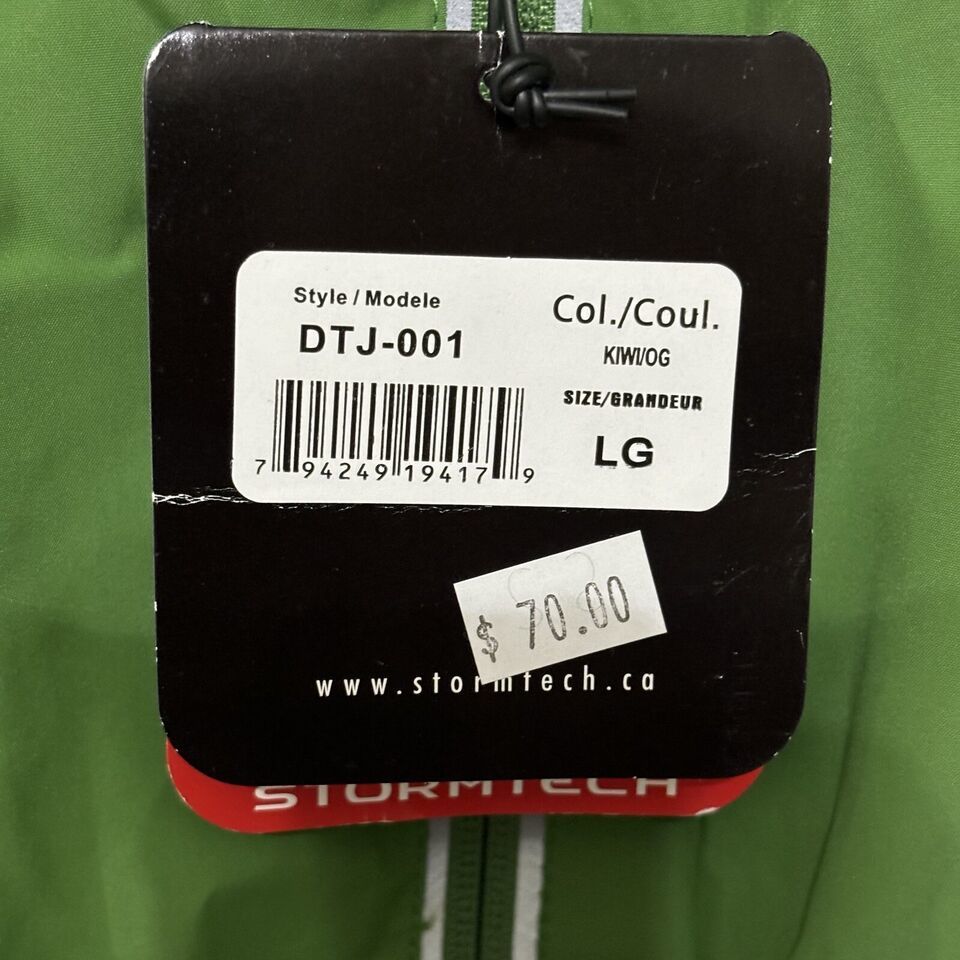 Style / Modele
DTJ-001
Col./Coul.
KIWI/OG
SIZE/GRANDEUR
LG
7 94249 19417 9
$ 70.00
www.stormtech.ca
STORMTECH